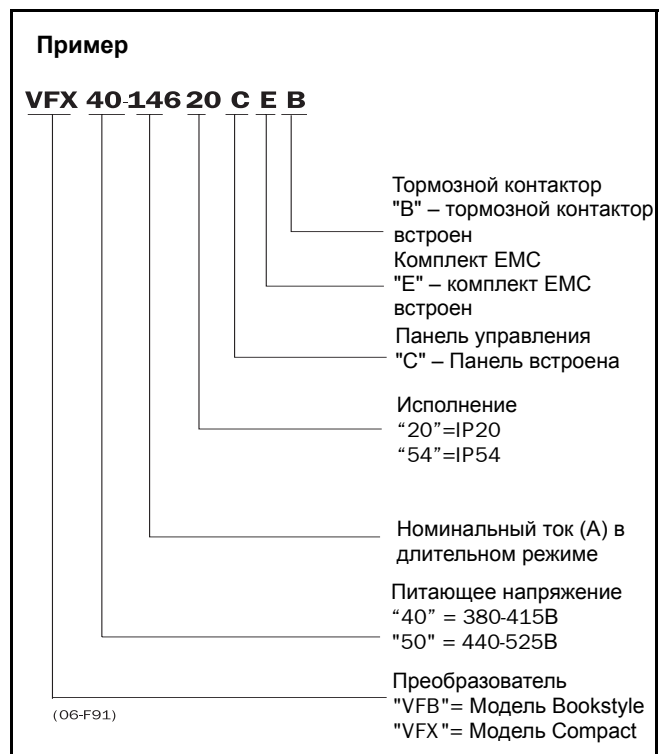 Пример
VFX 40-146 20 C E B
Тормозной контактор
"B" – тормозной контактор
встроен
Комплект EMC
"E" – комплект EMC
встроен
Панель управления
"C" – Панель встроена
Исполнение
“20”=IP20
“54”=IP54
Номинальный ток (А) в
длительном режиме
Питающее напряжение
“40” = 380-415В
"50" = 440-525В
Преобразователь
"VFB"= Модель Bookstyle
"VFX"= Модель Compact
(06-F91)